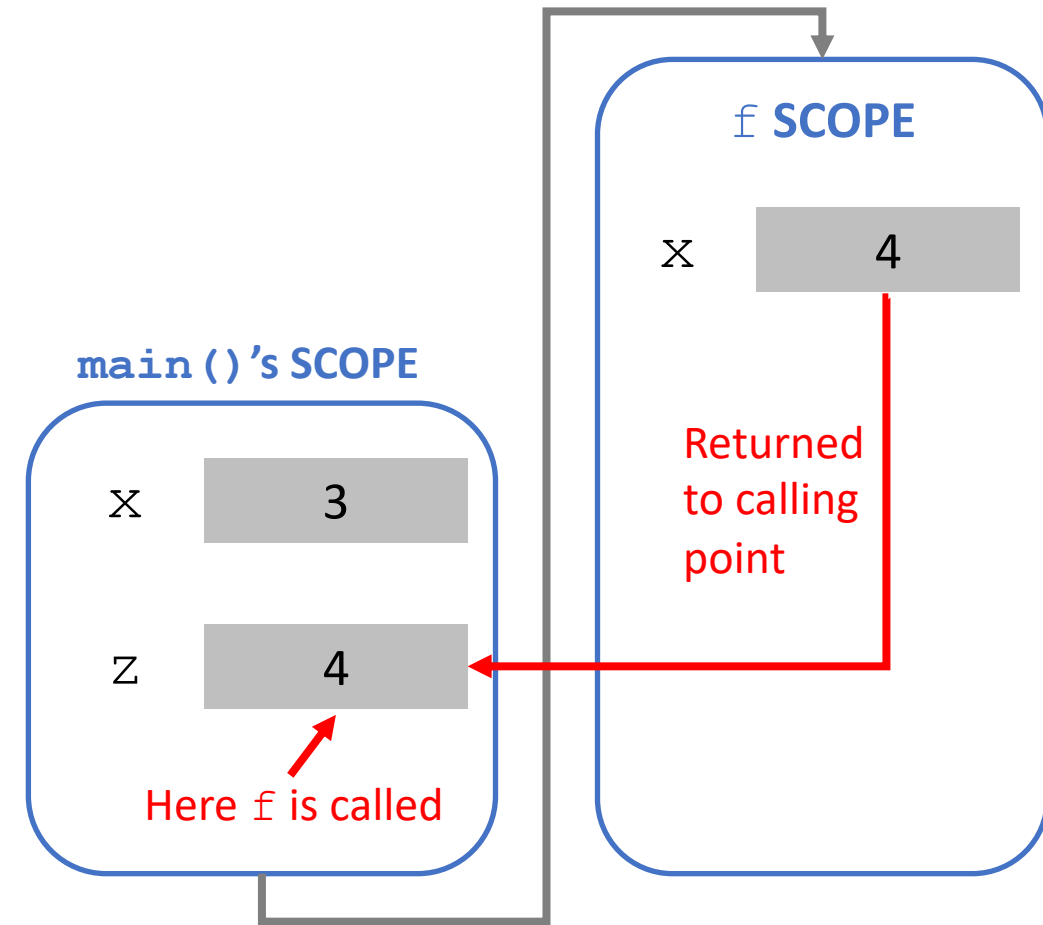 f SCOPE
x 4
main()’s SCOPE
x 3
z 4
Returned
to calling
point
Here f is called